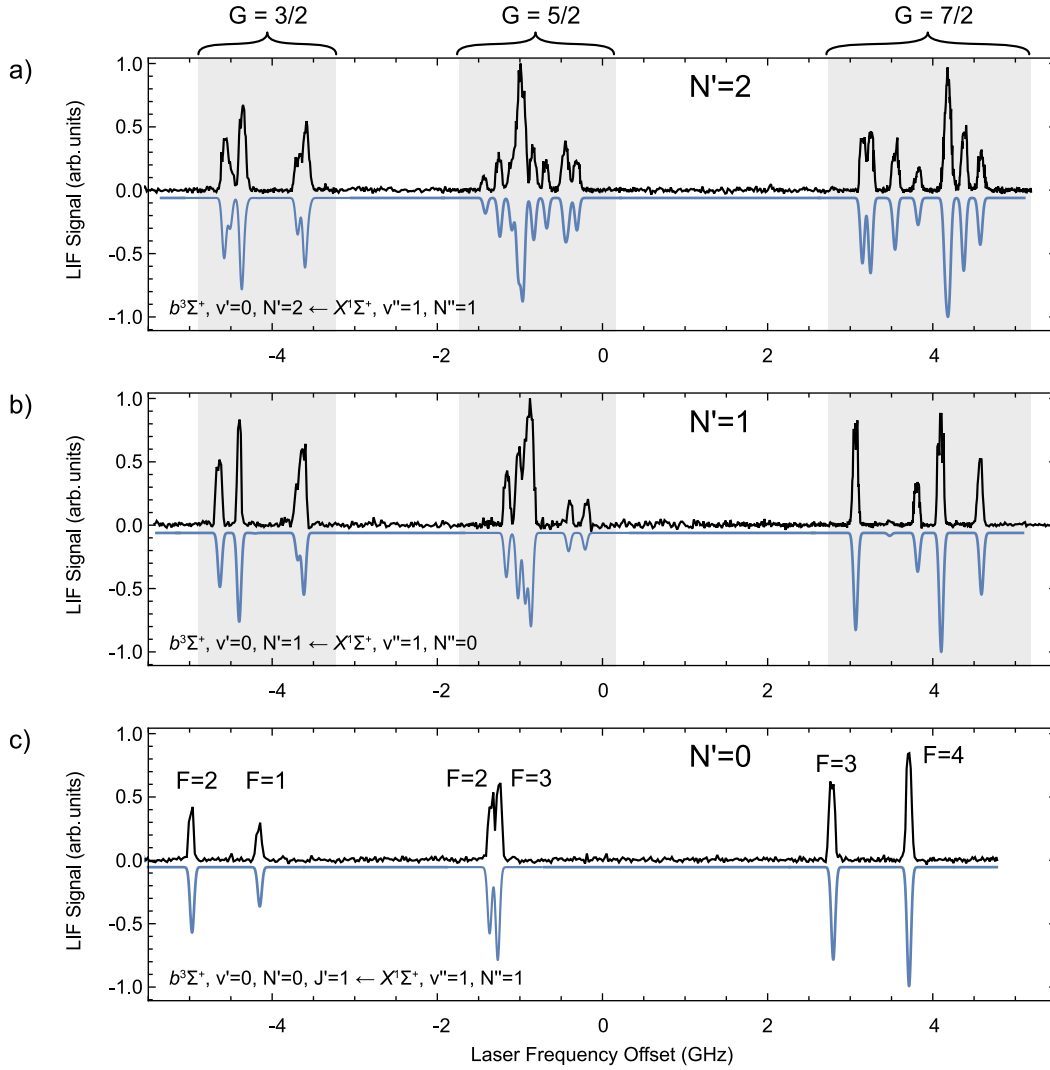 G = 3/2 G = 5/2 G = 7/2
a)
N'=2
LIF Signal (arb. units)
1.0
0.5
0.0
-0.5
-1.0
b³Σ⁺, v'=0, N'=2 ← X¹Σ⁺, v''=1, N''=1
-4 -2 0 2 4
b)
N'=1
LIF Signal (arb. units)
1.0
0.5
0.0
-0.5
-1.0
b³Σ⁺, v'=0, N'=1 ← X¹Σ⁺, v''=1, N''=0
-4 -2 0 2 4
c)
N'=0
LIF Signal (arb. units)
1.0
0.5
0.0
-0.5
-1.0
F=2 F=1 F=2 F=3 F=3 F=4
b³Σ⁺, v'=0, N'=0, J'=1 ← X¹Σ⁺, v''=1, N''=1
-4 -2 0 2 4
Laser Frequency Offset (GHz)